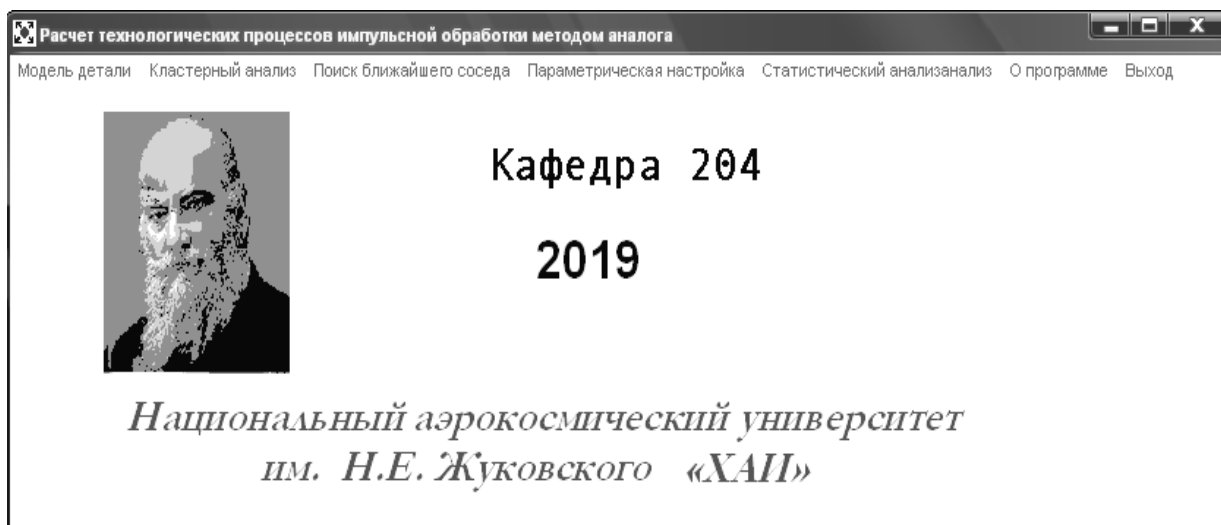 Расчет технологических процессов импульсной обработки методом аналога
Модель детали Кластерный анализ Поиск ближайшего соседа Параметрическая настройка Статистический анализанализ О программе Выход
Кафедра 204
2019
Национальный аэрокосмический университет
им. Н.Е. Жуковского «ХАИ»